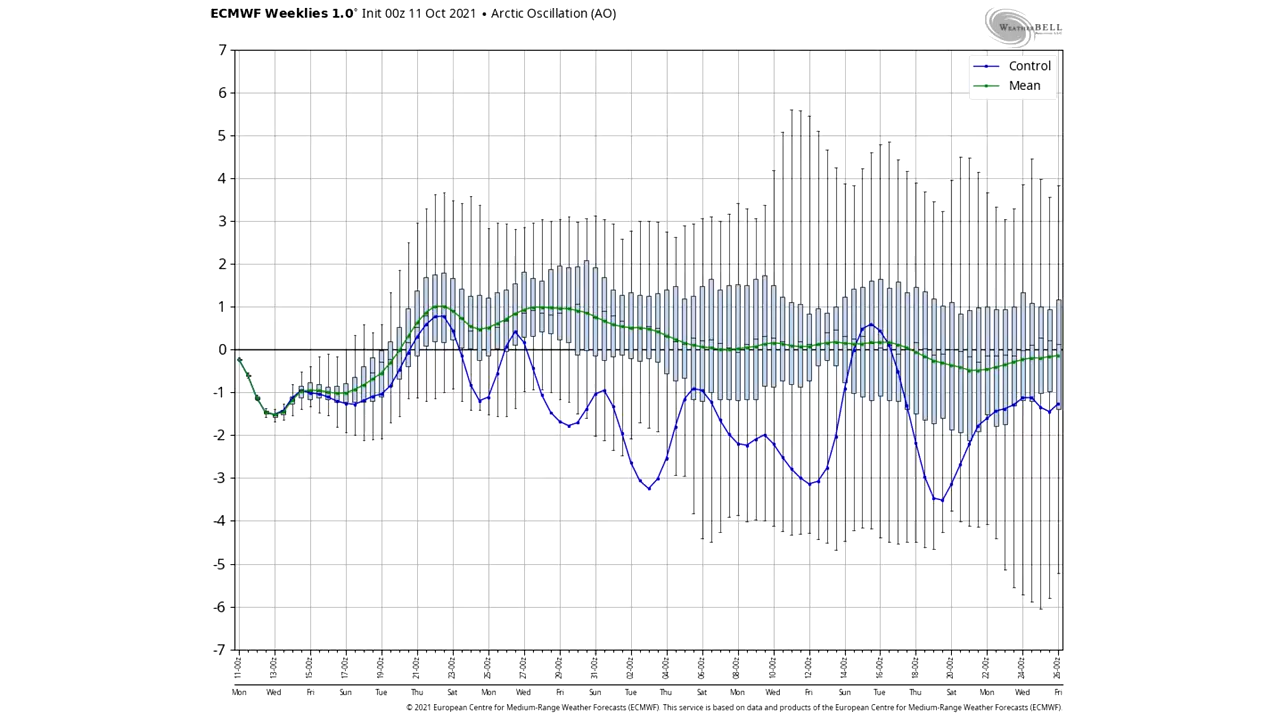 ECMWF Weeklies 1.0° Init 00z 11 Oct 2021 • Arctic Oscillation (AO)
WEATHERBELL
Control
Mean
7
6
5
4
3
2
1
0
-1
-2
-3
-4
-5
-6
-7
11-00z 13-00z 15-00z 17-00z 19-00z 21-00z 23-00z 25-00z 27-00z 29-00z 31-00z 02-00z 04-00z 06-00z 08-00z 10-00z 12-00z 14-00z 16-00z 18-00z 20-00z 22-00z 24-00z 26-00z
Mon Wed Fri Sun Tue Thu Sat Mon Wed Fri Sun Tue Thu Sat Mon Wed Fri Sun Tue Thu Sat Mon Wed Fri
© 2021 European Centre for Medium-Range Weather Forecasts (ECMWF). This service is based on data and products of the European Centre for Medium-Range Weather Forecasts (ECMWF).